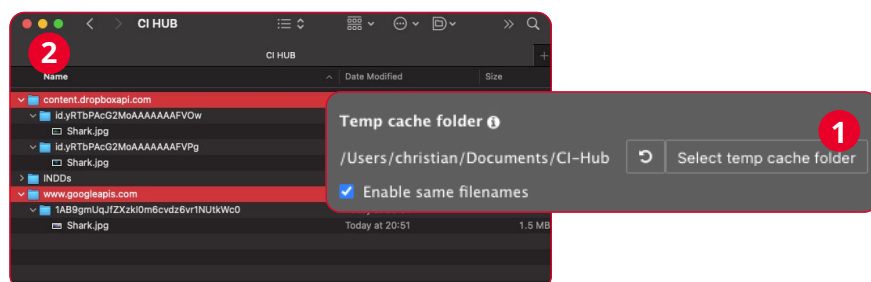 CI HUB
2
CI HUB
+
Name
Date Modified
Size
content.dropboxapi.com
id.yRTbPAcG2MoAAAAAAAFVOw
Shark.jpg
id.yRTbPAcG2MoAAAAAAAFVPg
Shark.jpg
INDDs
www.googleapis.com
1AB9gmUqJfZXzkl0m6cvdz6vr1NUtkWc0
Shark.jpg
Today at 20:51
1.5 MB
Temp cache folder
1
/Users/christian/Documents/CI-Hub
Select temp cache folder
Enable same filenames